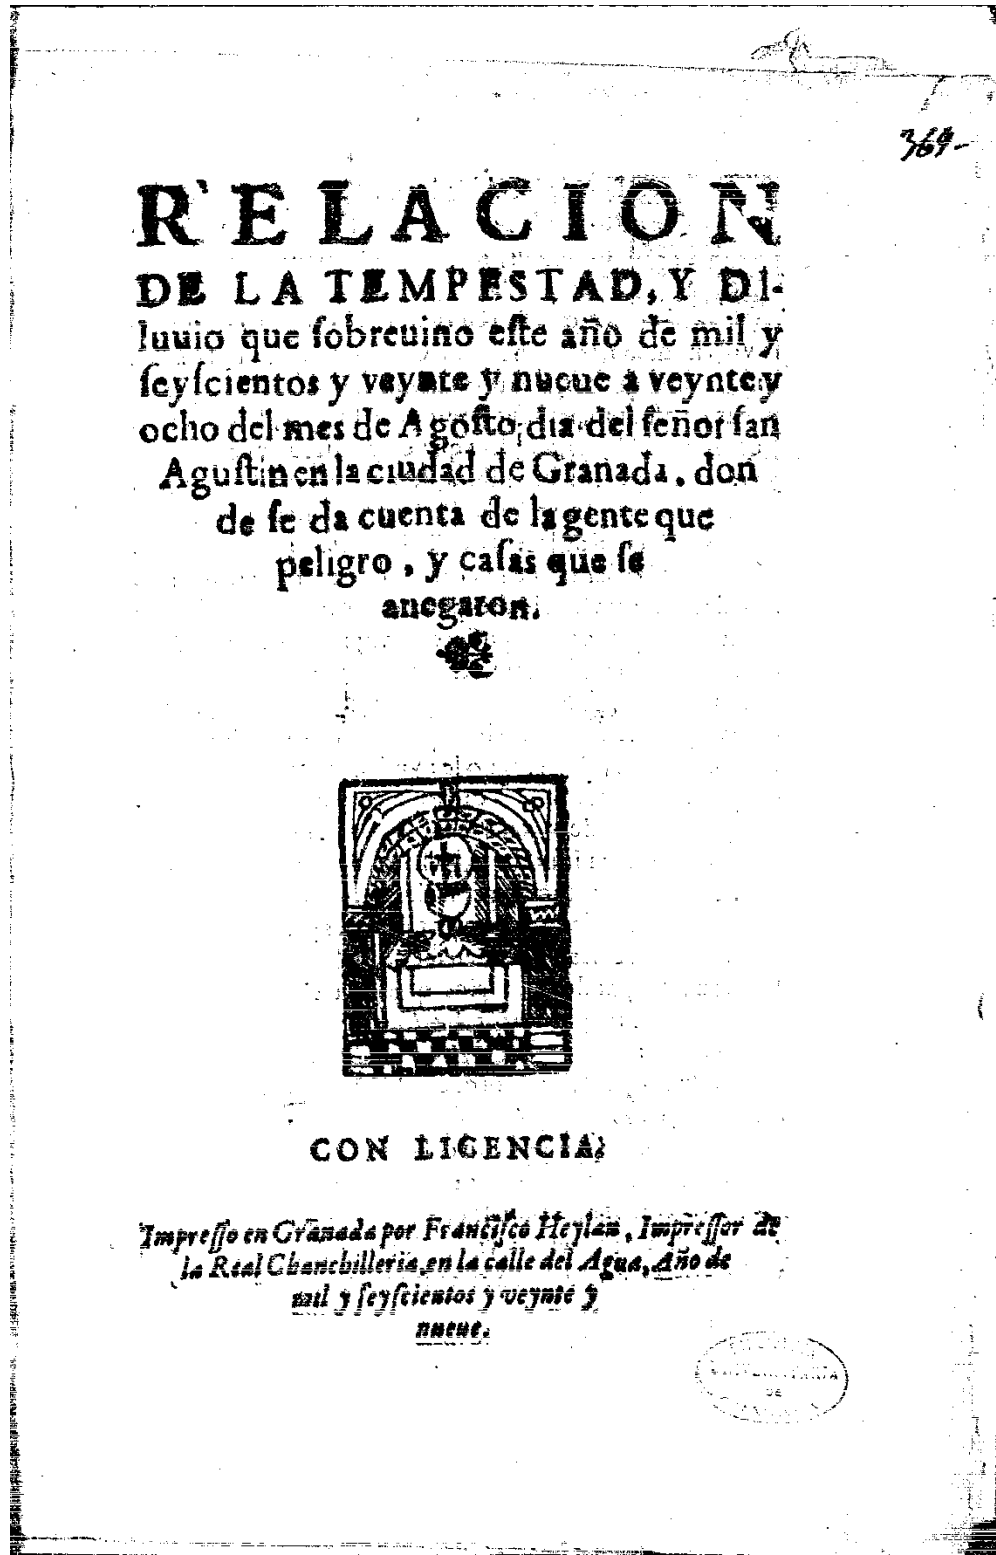 369-
RELACION
DE LA TEMPESTAD, Y DI-
luuio que ſobreuino eſte año de mil y
ſeyſcientos y veynte y nueue a veynte y
ocho del mes de Agoſto, dia del ſeñor ſan
Aguſtin en la ciudad de Granada, don
de ſe da cuenta de la gente que
peligro, y caſas que ſe
anegaron.
CON LICENCIA,
Impreſſo en Granada por Franciſco Heylan, Impreſſor de
la Real Chanchilleria, en la calle del Agua, Año de
mil y ſeyſcientos y veynte y
nueue.
DE